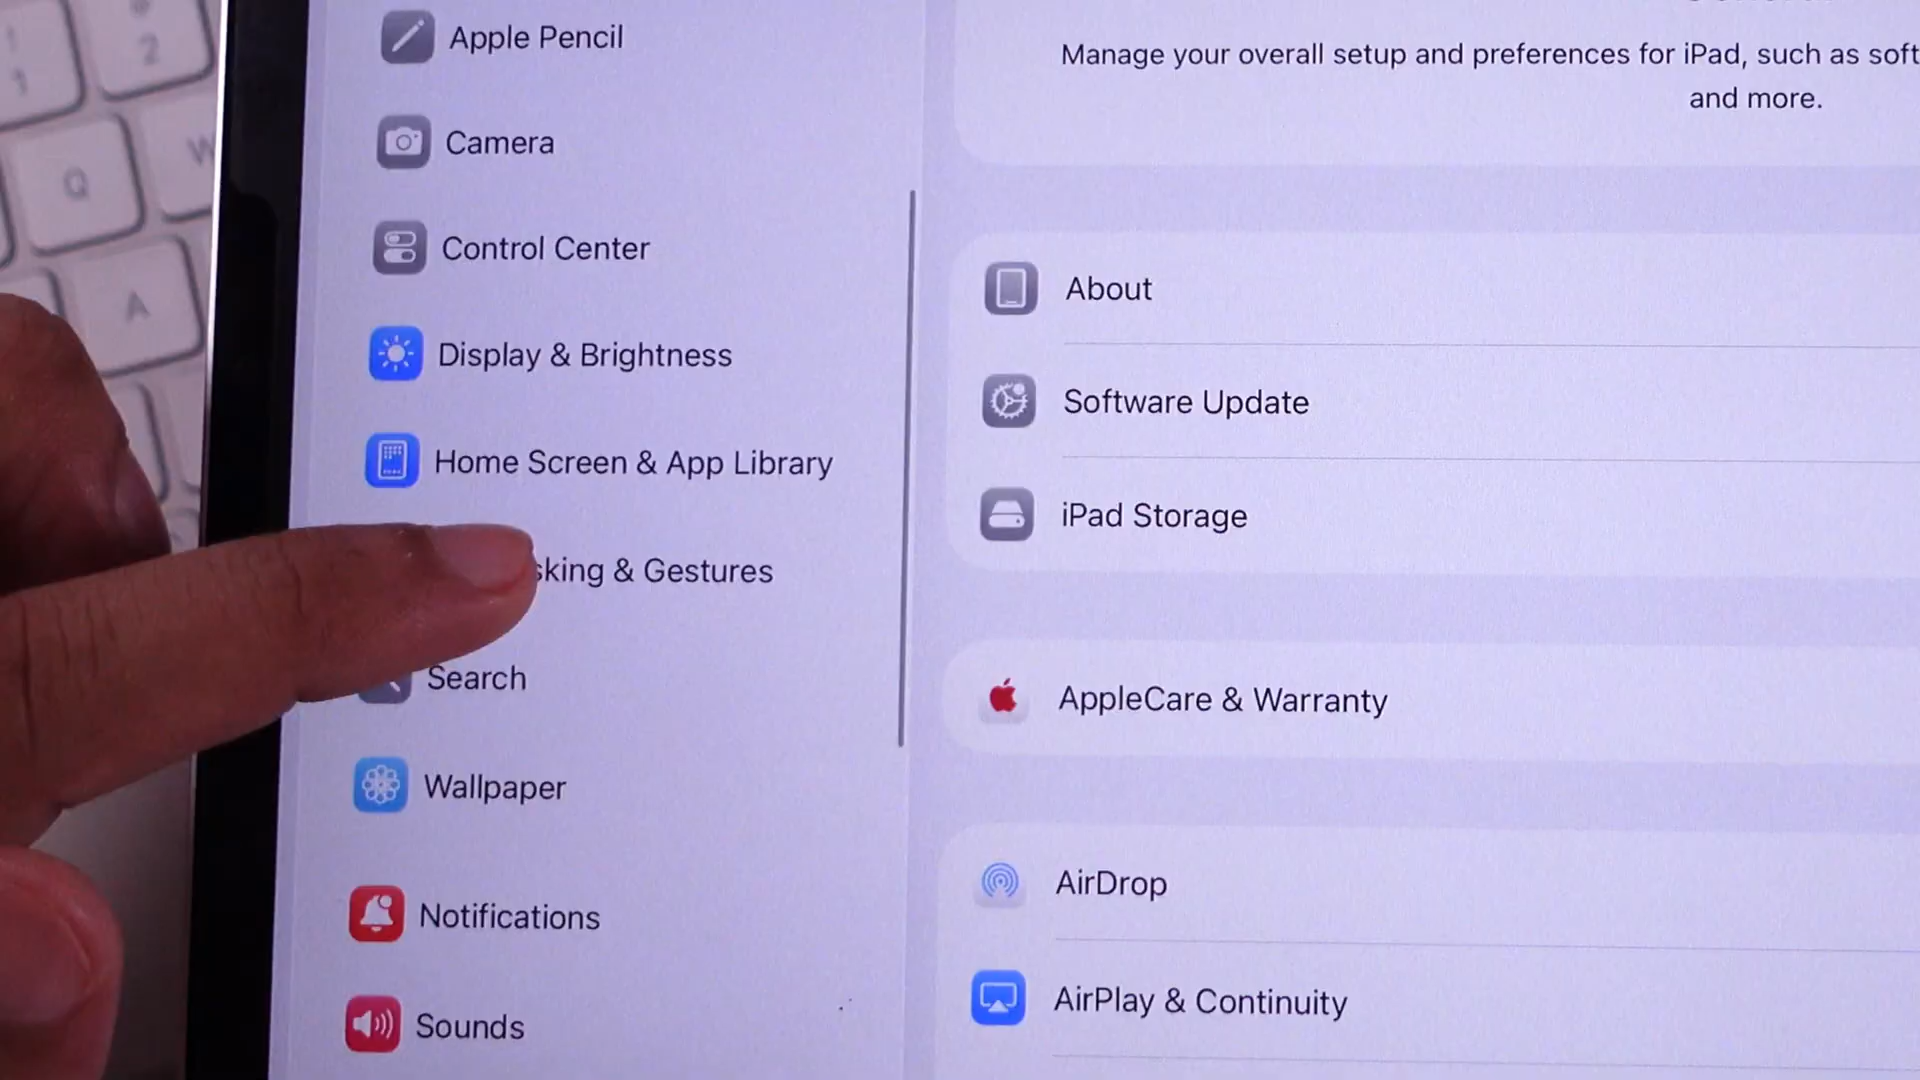 1
2
Q
W
A
Apple Pencil
Camera
Control Center
Display & Brightness
Home Screen & App Library
king & Gestures
Search
Wallpaper
Notifications
Sounds
Manage your overall setup and preferences for iPad, such as soft
and more.
About
Software Update
iPad Storage
AppleCare & Warranty
AirDrop
AirPlay & Continuity